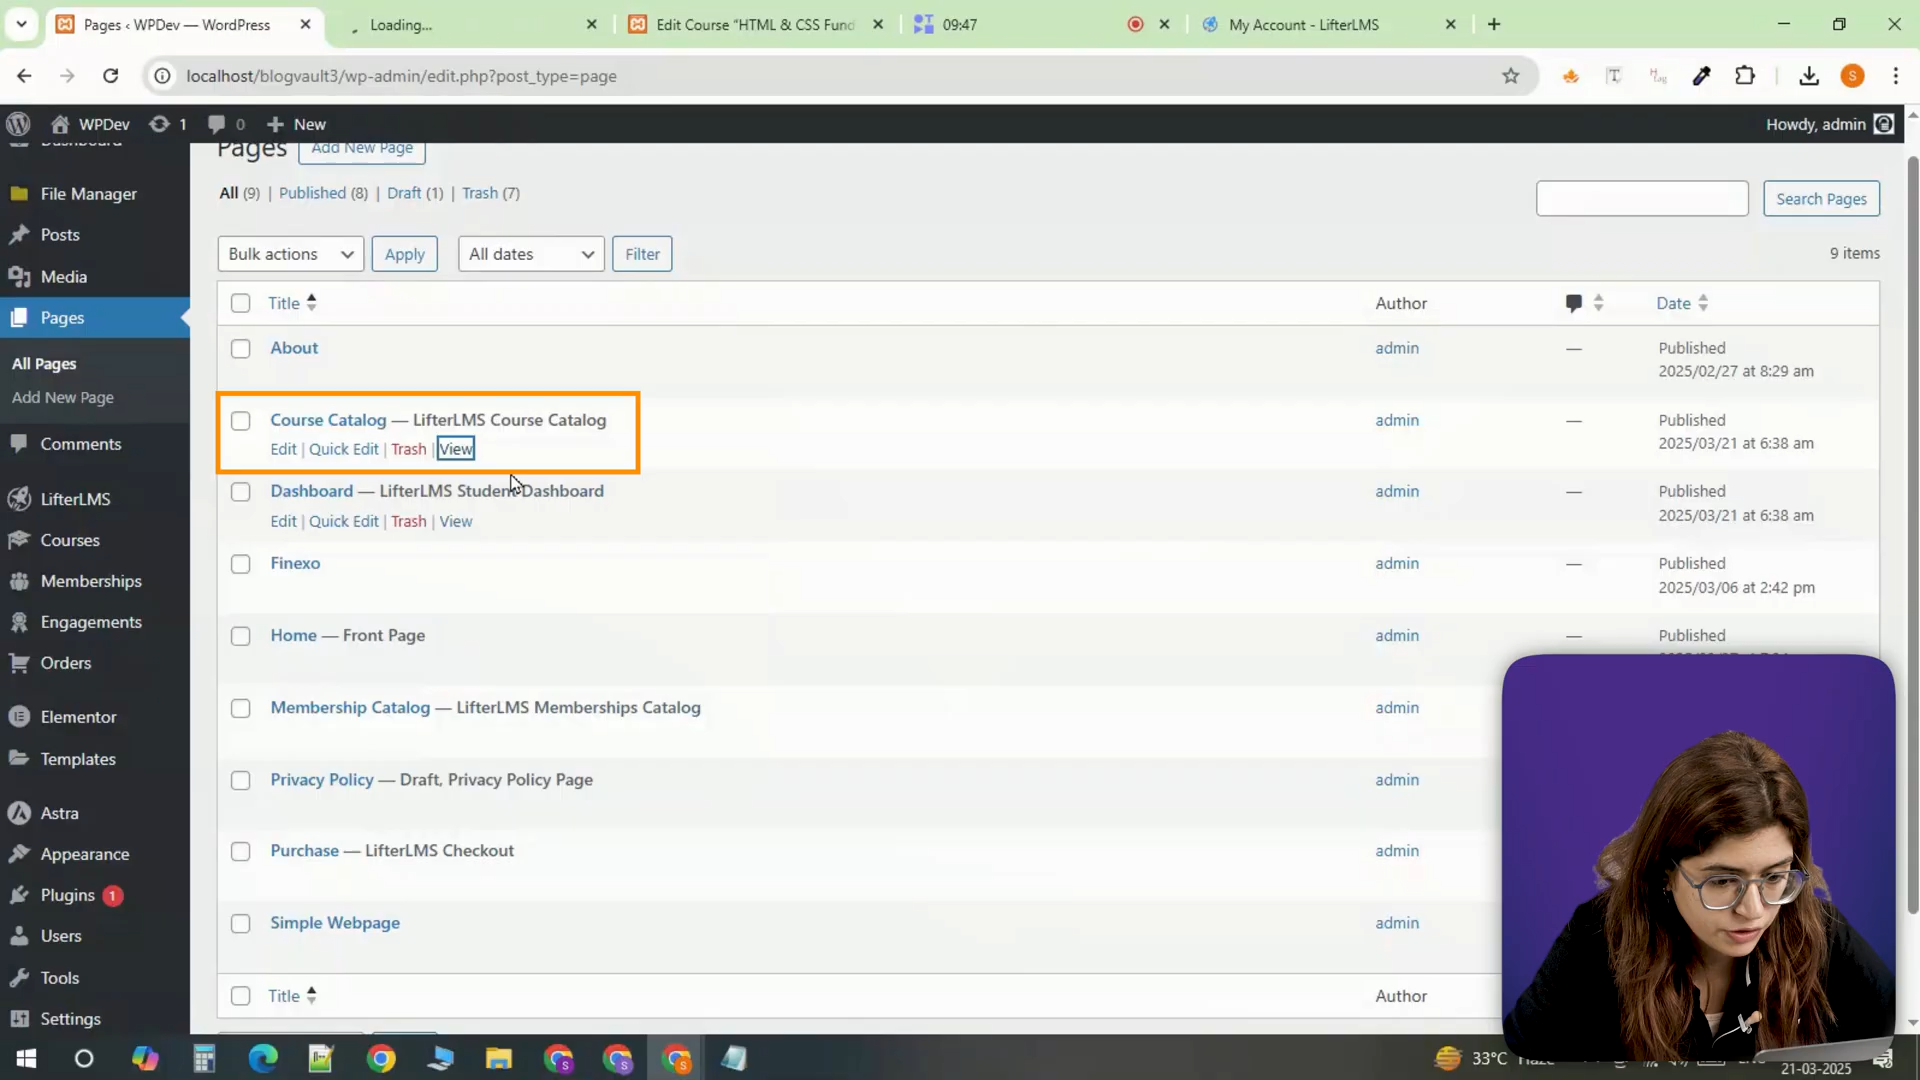 Pages ‹ WPDev — WordPress
Loading...
Edit Course "HTML & CSS Fund
09:47
My Account - LifterLMS
localhost/blogvault3/wp-admin/edit.php?post_type=page
WPDev 1 0 New
Howdy, admin
Dashboard
File Manager
Posts
Media
Pages
All Pages
Add New Page
Comments
LifterLMS
Courses
Memberships
Engagements
Orders
Elementor
Templates
Astra
Appearance
Plugins 1
Users
Tools
Settings
Pages Add New Page
All (9) | Published (8) | Draft (1) | Trash (7)
Search Pages
Bulk actions Apply All dates Filter
9 items
Title Author Date
About admin — Published
2025/02/27 at 8:29 am
Course Catalog — LifterLMS Course Catalog admin — Published
Edit | Quick Edit | Trash | View 2025/03/21 at 6:38 am
Dashboard — LifterLMS Student Dashboard admin — Published
Edit | Quick Edit | Trash | View 2025/03/21 at 6:38 am
Finexo admin — Published
2025/03/06 at 2:42 pm
Home — Front Page admin — Published
Membership Catalog — LifterLMS Memberships Catalog admin
Privacy Policy — Draft, Privacy Policy Page admin
Purchase — LifterLMS Checkout admin
Simple Webpage admin
Title Author
33°C
21-03-2025